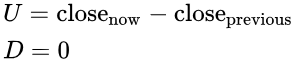 U = close_now − close_previous
D = 0